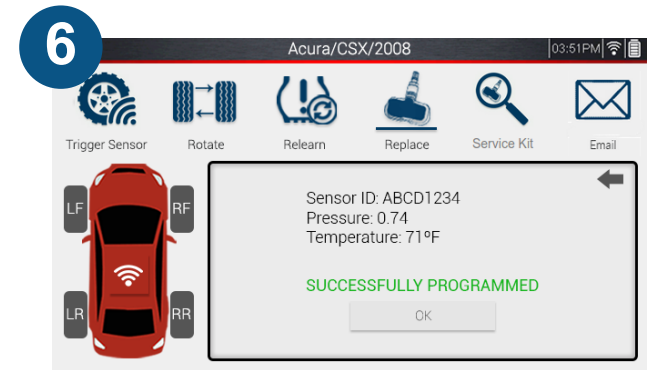 6
Acura/CSX/2008
03:51PM
Trigger Sensor
Rotate
Relearn
Replace
Service Kit
Email
LF
RF
LR
RR
Sensor ID: ABCD1234
Pressure: 0.74
Temperature: 71ºF
SUCCESSFULLY PROGRAMMED
OK